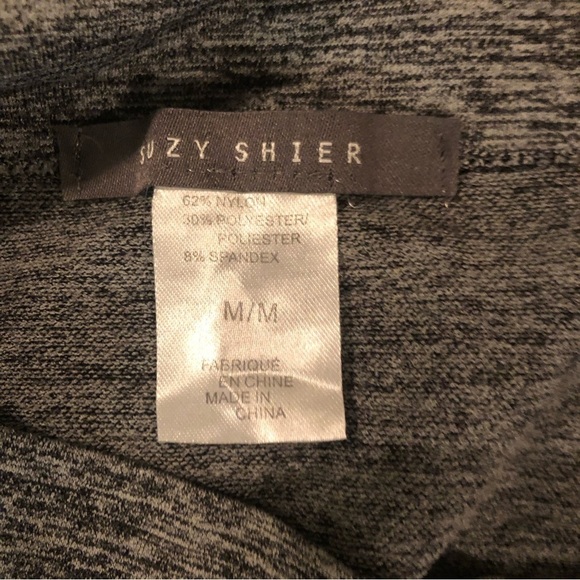 SUZY SHIER
62% NYLON
30% POLYESTER/
POLIESTER
8% SPANDEX
M/M
FABRIQUÉ
EN CHINE
MADE IN
CHINA